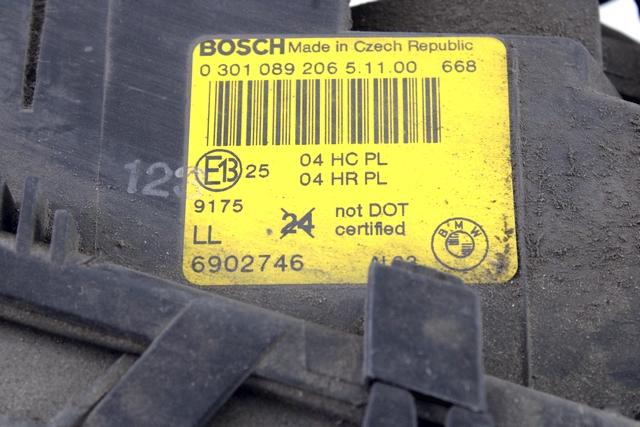 BOSCH Made in Czech Republic
0 301 089 206 5.11.00 668
E13 25 04 HC PL
04 HR PL
9175
24 not DOT
certified
LL
BMW
6902746